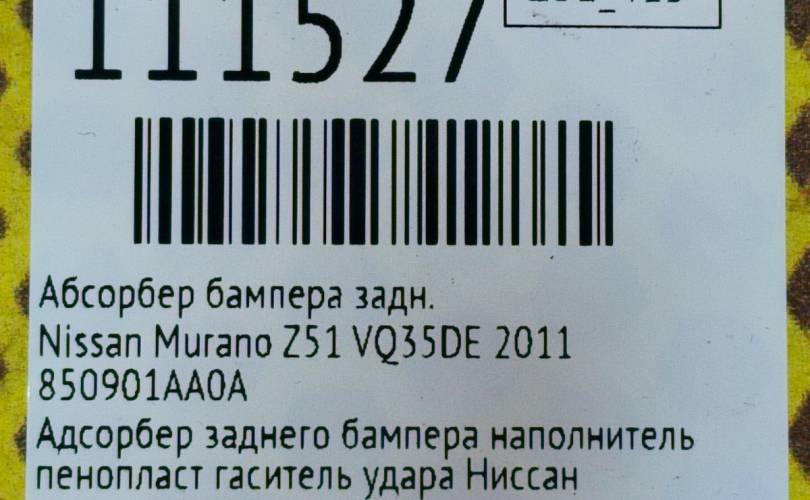 111527
Абсорбер бампера задн.
Nissan Murano Z51 VQ35DE 2011
850901AA0A
Адсорбер заднего бампера наполнитель
пенопласт гаситель удара Ниссан